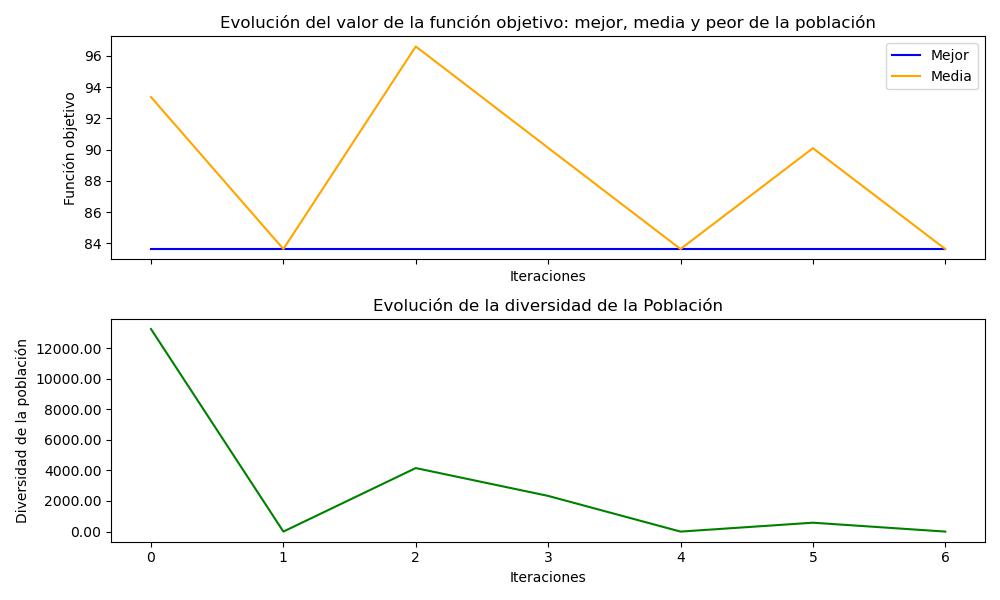 Evolución del valor de la función objetivo: mejor, media y peor de la población
Función objetivo
96
94
92
90
88
86
84
Mejor
Media
Iteraciones
Evolución de la diversidad de la Población
Diversidad de la población
12000.00
10000.00
8000.00
6000.00
4000.00
2000.00
0.00
0 1 2 3 4 5 6
Iteraciones